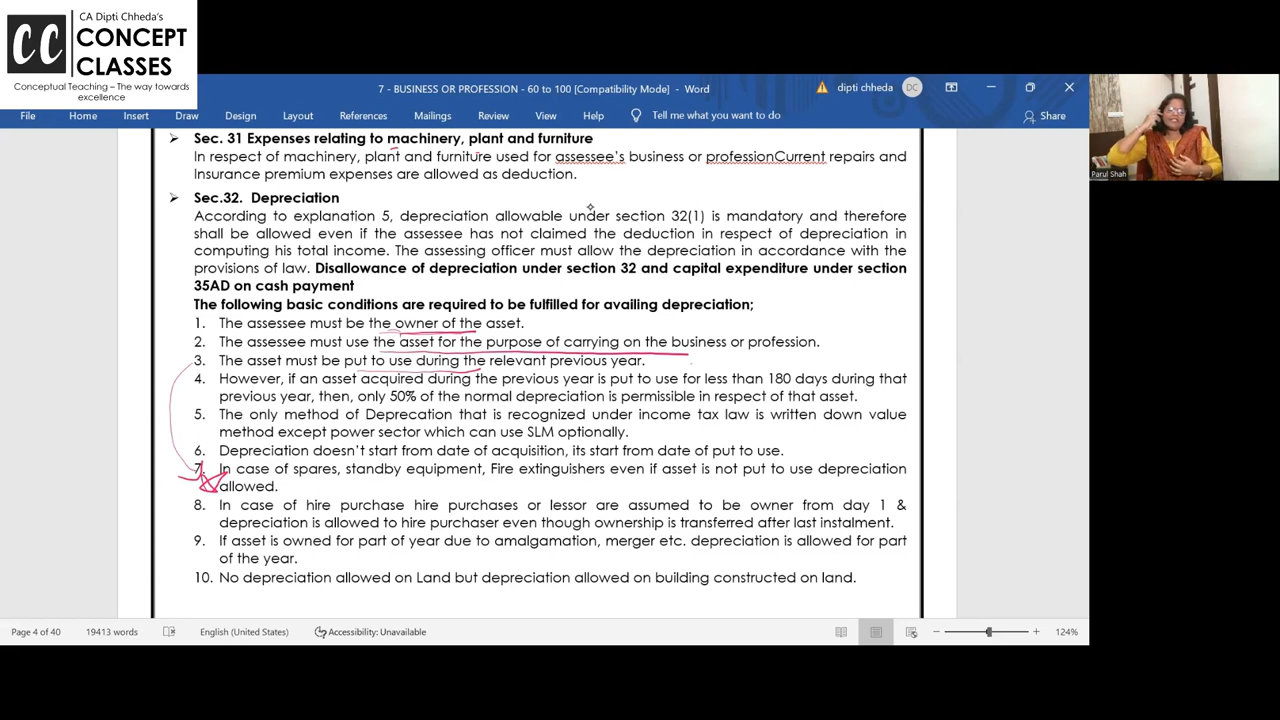 CA Dipti Chheda's
CC
CONCEPT
CLASSES
Conceptual Teaching – The way towards
excellence
7 - BUSINESS OR PROFESSION - 60 to 100 [Compatibility Mode] - Word
dipti chheda
DC
File Home Insert Draw Design Layout References Mailings Review View Help Tell me what you want to do Share
Sec. 31 Expenses relating to machinery, plant and furniture
In respect of machinery, plant and furniture used for assessee's business or professionCurrent repairs and
Insurance premium expenses are allowed as deduction.
Sec.32. Depreciation
According to explanation 5, depreciation allowable under section 32(1) is mandatory and therefore
shall be allowed even if the assessee has not claimed the deduction in respect of depreciation in
computing his total income. The assessing officer must allow the depreciation in accordance with the
provisions of law. Disallowance of depreciation under section 32 and capital expenditure under section
35AD on cash payment
The following basic conditions are required to be fulfilled for availing depreciation;
1. The assessee must be the owner of the asset.
2. The assessee must use the asset for the purpose of carrying on the business or profession.
3. The asset must be put to use during the relevant previous year.
4. However, if an asset acquired during the previous year is put to use for less than 180 days during that
previous year, then, only 50% of the normal depreciation is permissible in respect of that asset.
5. The only method of Deprecation that is recognized under income tax law is written down value
method except power sector which can use SLM optionally.
6. Depreciation doesn't start from date of acquisition, its start from date of put to use.
7. In case of spares, standby equipment, Fire extinguishers even if asset is not put to use depreciation
allowed.
8. In case of hire purchase hire purchases or lessor are assumed to be owner from day 1 &
depreciation is allowed to hire purchaser even though ownership is transferred after last instalment.
9. If asset is owned for part of year due to amalgamation, merger etc. depreciation is allowed for part
of the year.
10. No depreciation allowed on Land but depreciation allowed on building constructed on land.
Page 4 of 40 19413 words English (United States) Accessibility: Unavailable 124%
Parul Shah